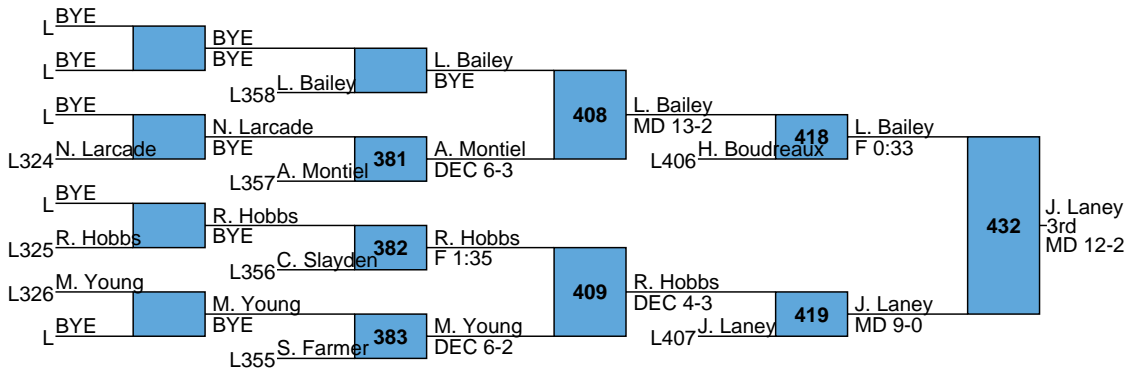 L BYE
BYE
BYE
L BYE
L. Bailey
BYE
L358 L. Bailey
408
L. Bailey
MD 13-2
L BYE
N. Larcade
BYE
L324 N. Larcade
381
A. Montiel
DEC 6-3
L357 A. Montiel
418
L. Bailey
F 0:33
L406 H. Boudreaux
432
J. Laney
3rd
MD 12-2
L BYE
R. Hobbs
BYE
L325 R. Hobbs
382
R. Hobbs
F 1:35
L356 C. Slayden
409
R. Hobbs
DEC 4-3
L326 M. Young
M. Young
BYE
L BYE
383
M. Young
DEC 6-2
L355 S. Farmer
419
J. Laney
MD 9-0
L407 J. Laney